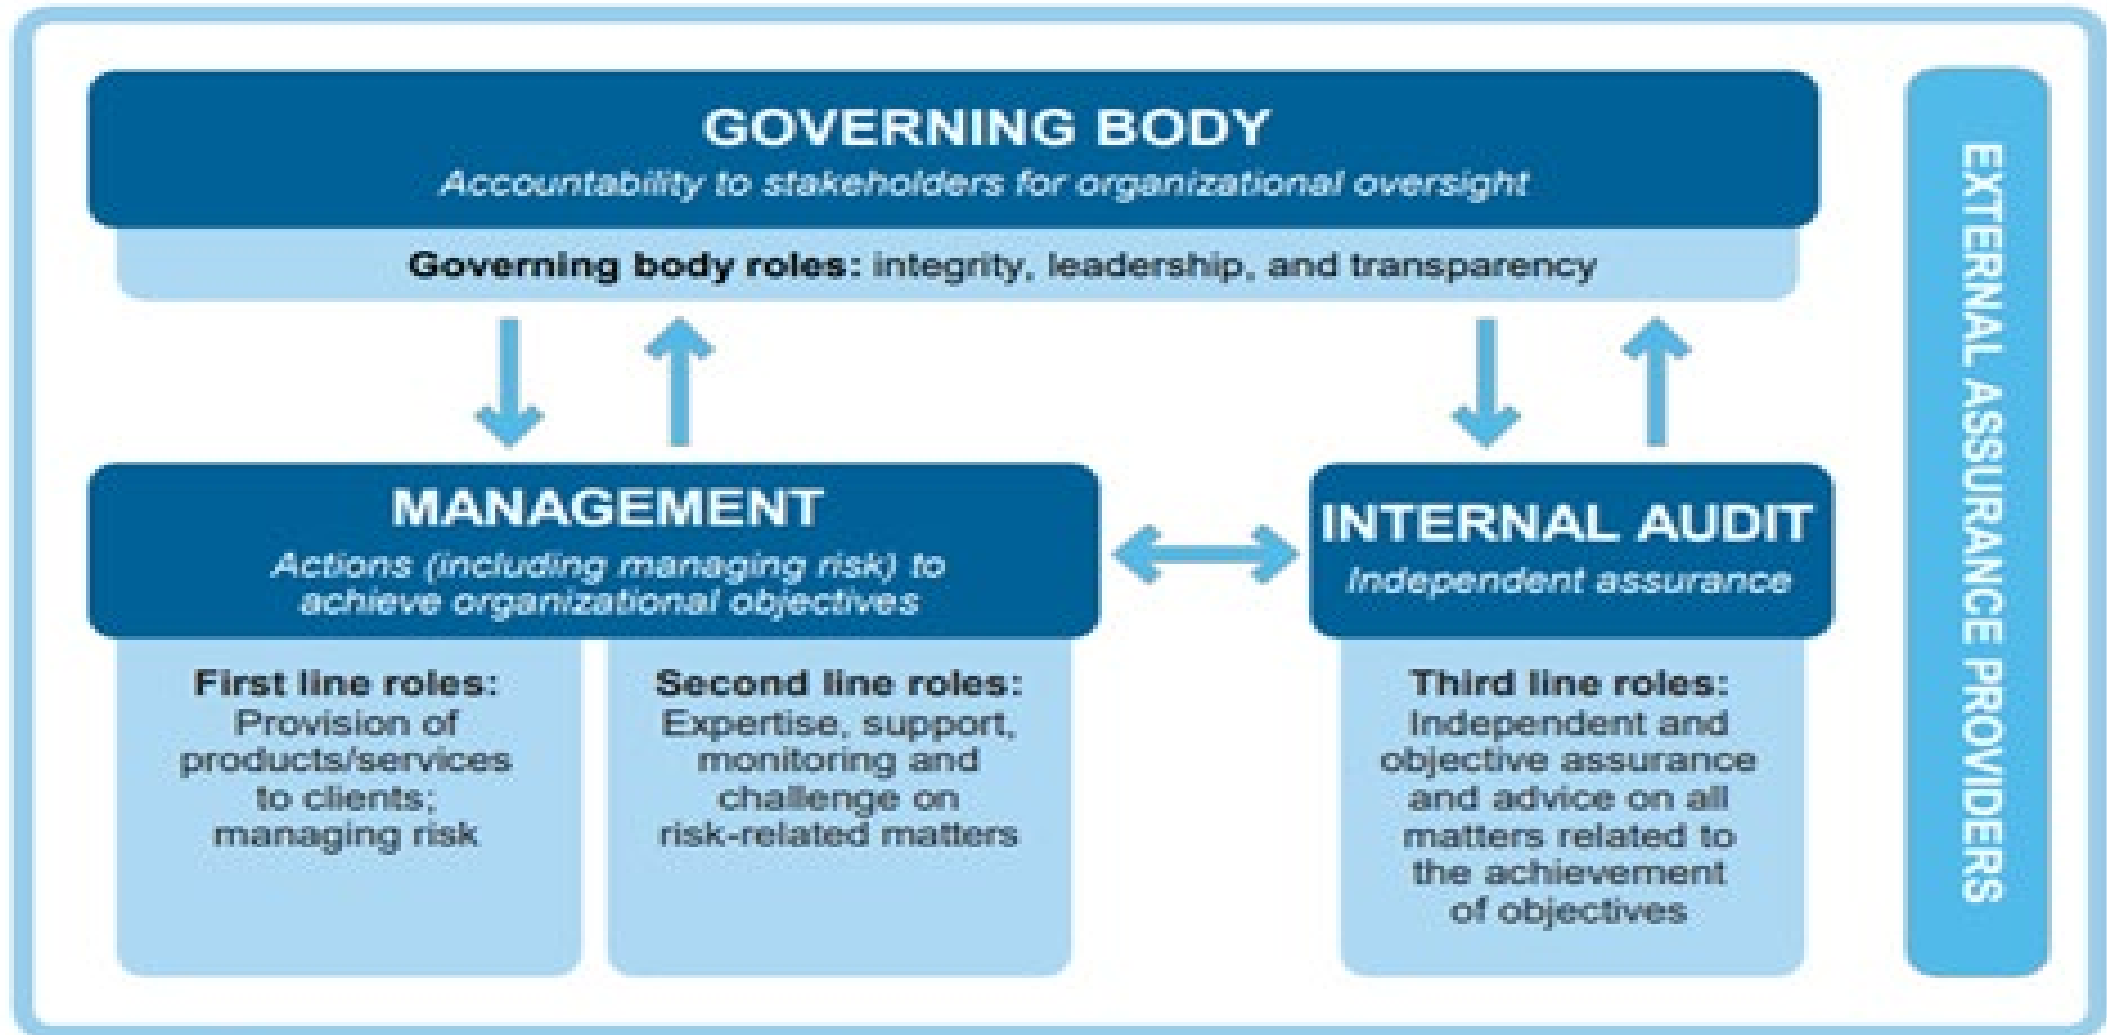 GOVERNING BODY
Accountability to stakeholders for organizational oversight
Governing body roles: integrity, leadership, and transparency
MANAGEMENT
Actions (including managing risk) to
achieve organizational objectives
First line roles:
Provision of
products/services
to clients;
managing risk
Second line roles:
Expertise, support,
monitoring and
challenge on
risk-related matters
INTERNAL AUDIT
Independent assurance
Third line roles:
Independent and
objective assurance
and advice on all
matters related to
the achievement
of objectives
EXTERNAL ASSURANCE PROVIDERS